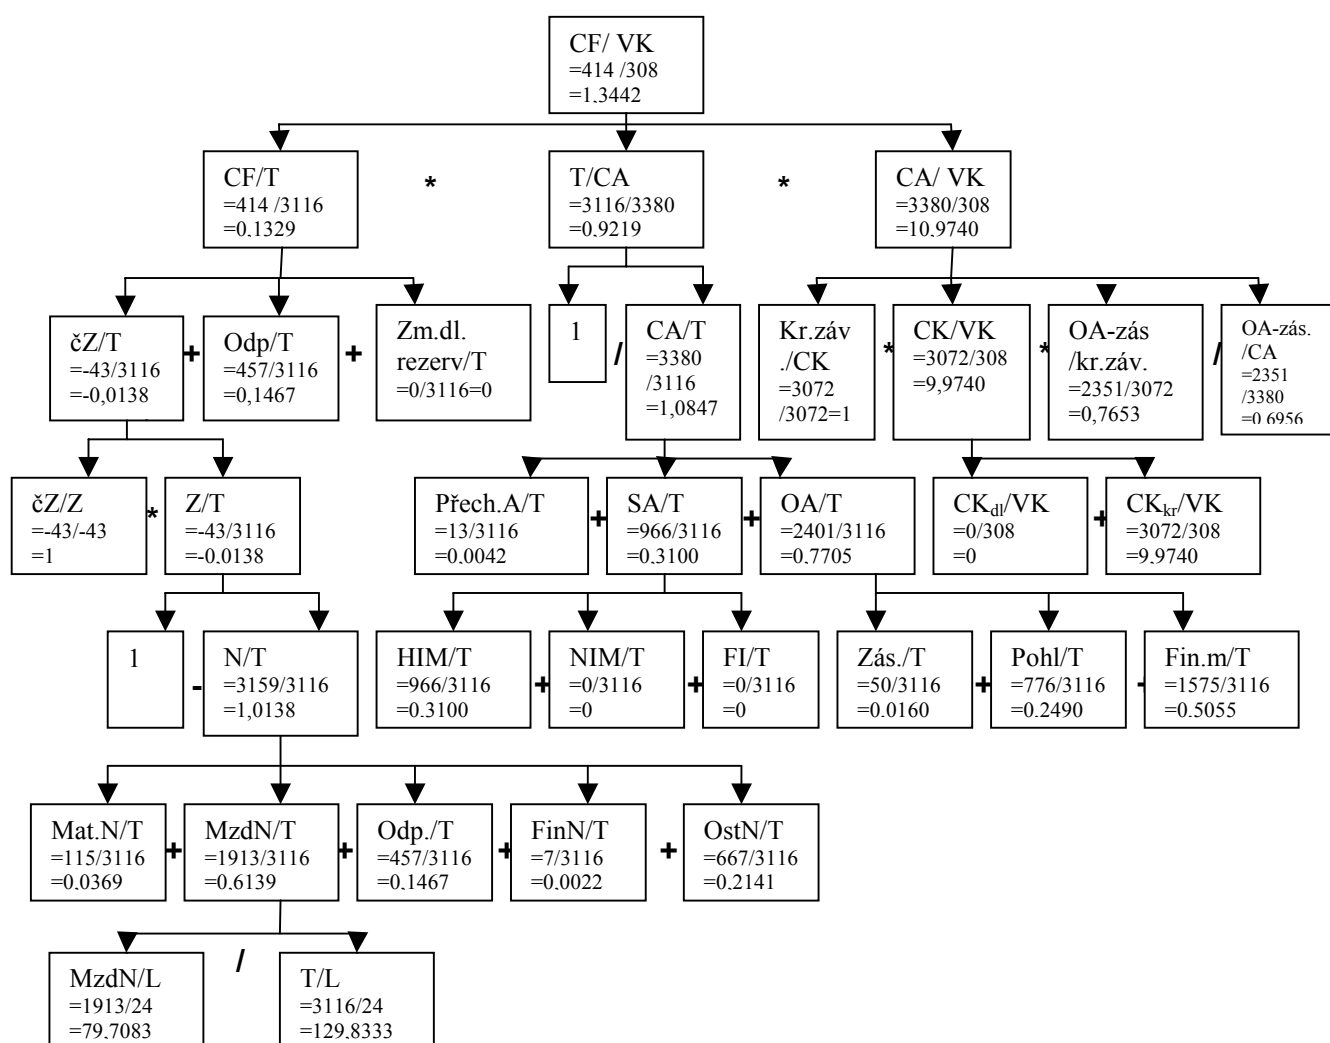 CF/ VK
=414 /308
=1,3442
CF/T
=414 /3116
=0,1329
*
T/CA
=3116/3380
=0,9219
*
CA/ VK
=3380/308
=10,9740
čZ/T
=-43/3116
=-0,0138
+
Odp/T
=457/3116
=0,1467
+
Zm.dl.
rezerv/T
=0/3116=0
1
/
CA/T
=3380
/3116
=1,0847
Kr.záv
./CK
=3072
/3072=1
*
CK/VK
=3072/308
=9,9740
*
OA-zás
/kr.záv.
=2351/3072
=0,7653
/
OA-zás.
/CA
=2351
/3380
=0,6956
čZ/Z
=-43/-43
=1
*
Z/T
=-43/3116
=-0,0138
Přech.A/T
=13/3116
=0,0042
+
SA/T
=966/3116
=0,3100
+
OA/T
=2401/3116
=0,7705
CKdl/VK
=0/308
=0
+
CKkr/VK
=3072/308
=9,9740
1
-
N/T
=3159/3116
=1,0138
HIM/T
=966/3116
=0,3100
+
NIM/T
=0/3116
=0
+
FI/T
=0/3116
=0
Zás./T
=50/3116
=0,0160
+
Pohl/T
=776/3116
=0,2490
-
Fin.m/T
=1575/3116
=0,5055
Mat.N/T
=115/3116
=0,0369
+
MzdN/T
=1913/3116
=0,6139
+
Odp./T
=457/3116
=0,1467
+
FinN/T
=7/3116
=0,0022
+
OstN/T
=667/3116
=0,2141
MzdN/L
=1913/24
=79,7083
/
T/L
=3116/24
=129,8333